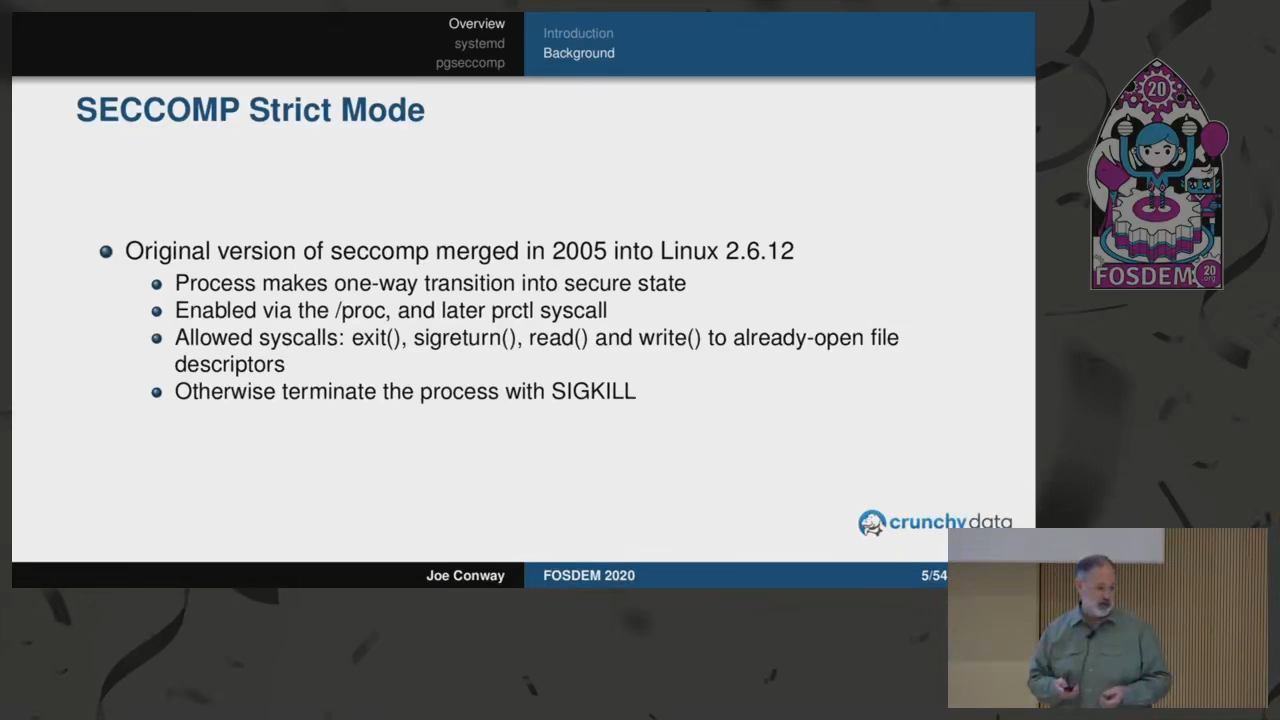 Overview
systemd
pgseccomp
Introduction
Background
SECCOMP Strict Mode
Original version of seccomp merged in 2005 into Linux 2.6.12
Process makes one-way transition into secure state
Enabled via the /proc, and later prctl syscall
Allowed syscalls: exit(), sigreturn(), read() and write() to already-open file
descriptors
Otherwise terminate the process with SIGKILL
crunchy data
Joe Conway
FOSDEM 2020
5/54
20
FOSDEM
20
.org